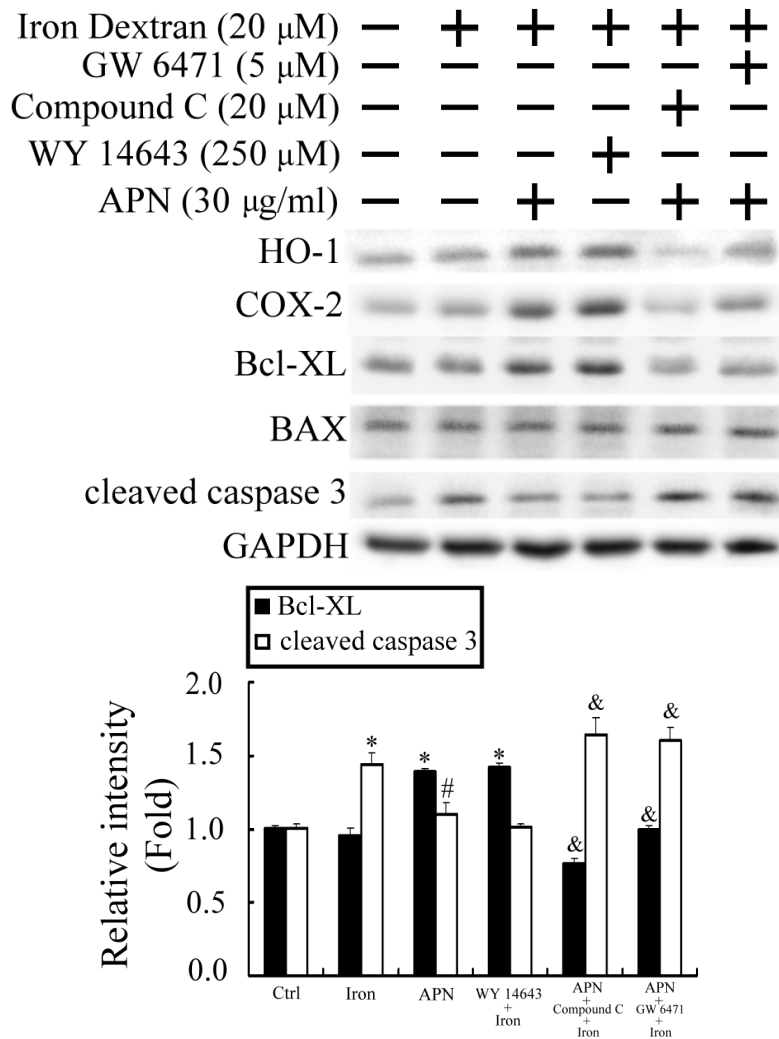 Iron Dextran (20 μM) — + + + + +
GW 6471 (5 μM) — — — — — +
Compound C (20 μM) — — — — + —
WY 14643 (250 μM) — — — + — —
APN (30 μg/ml) — — + — + +
HO-1
COX-2
Bcl-XL
BAX
cleaved caspase 3
GAPDH
Bcl-XL
cleaved caspase 3
Relative intensity
(Fold)
2.0
1.5
1.0
0.5
0.0
* * # * & & & &
Ctrl
Iron
APN
WY 14643
+
Iron
APN
+
Compound C
+
Iron
APN
+
GW 6471
+
Iron